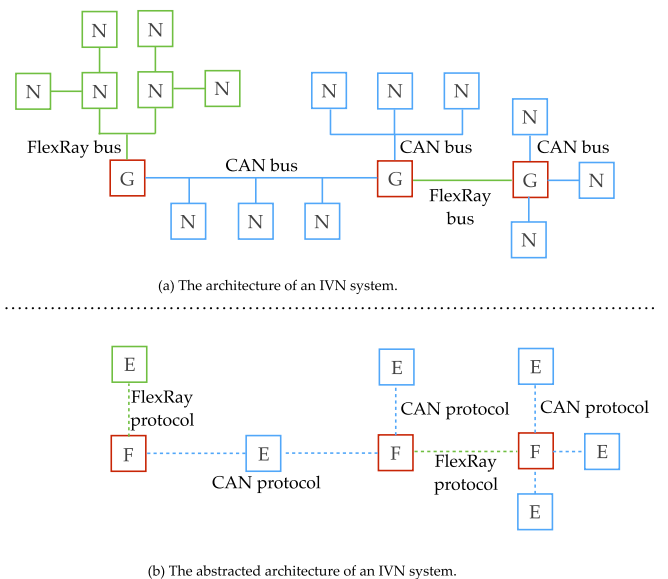 N N
N N N N
FlexRay bus
G
CAN bus
N N N
N N N
CAN bus
G
FlexRay
bus
N
CAN bus
G N
N
(a) The architecture of an IVN system.
E
FlexRay
protocol
F
E
CAN protocol
E
CAN protocol
F
FlexRay
protocol
E
CAN protocol
F E
E
(b) The abstracted architecture of an IVN system.